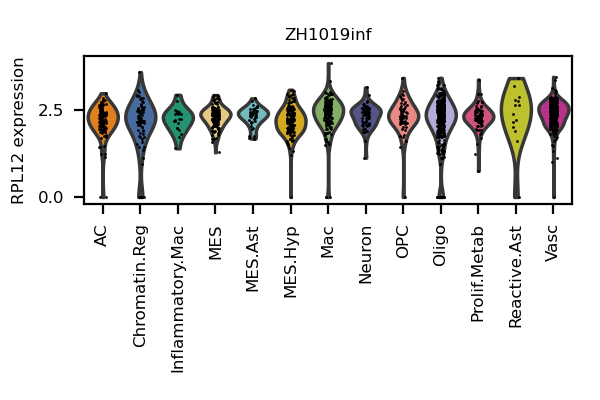 ZH1019inf
RPL12 expression
2.5
0.0
AC
Chromatin.Reg
Inflammatory.Mac
MES
MES.Ast
MES.Hyp
Mac
Neuron
OPC
Oligo
Prolif.Metab
Reactive.Ast
Vasc